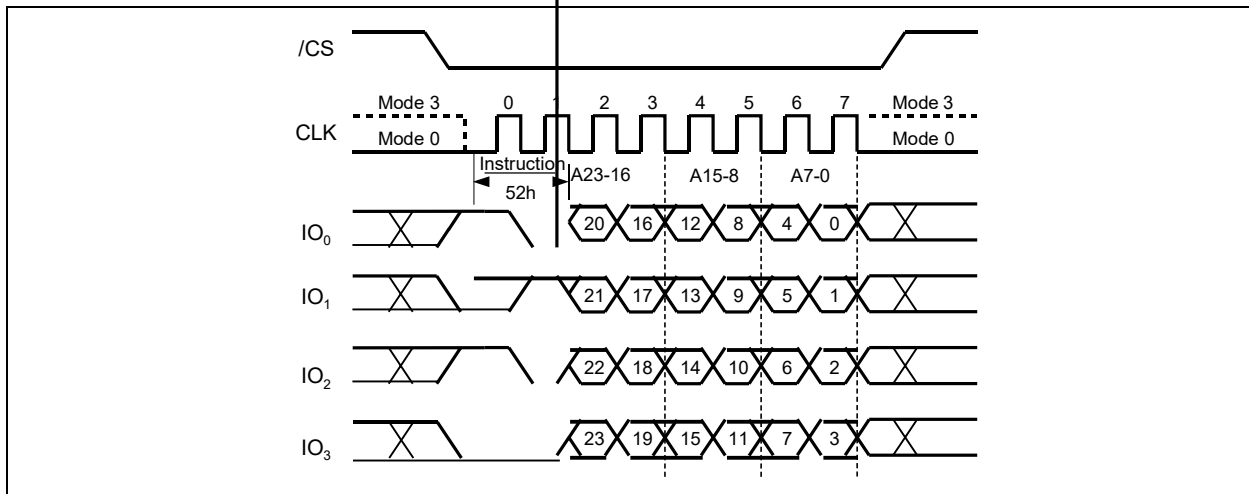 /CS
Mode 3 0 1 2 3 4 5 6 7 Mode 3
CLK
Mode 0 Mode 0
Instruction A23-16 A15-8 A7-0
52h
IO0 20 16 12 8 4 0
IO1 21 17 13 9 5 1
IO2 22 18 14 10 6 2
IO3 23 19 15 11 7 3